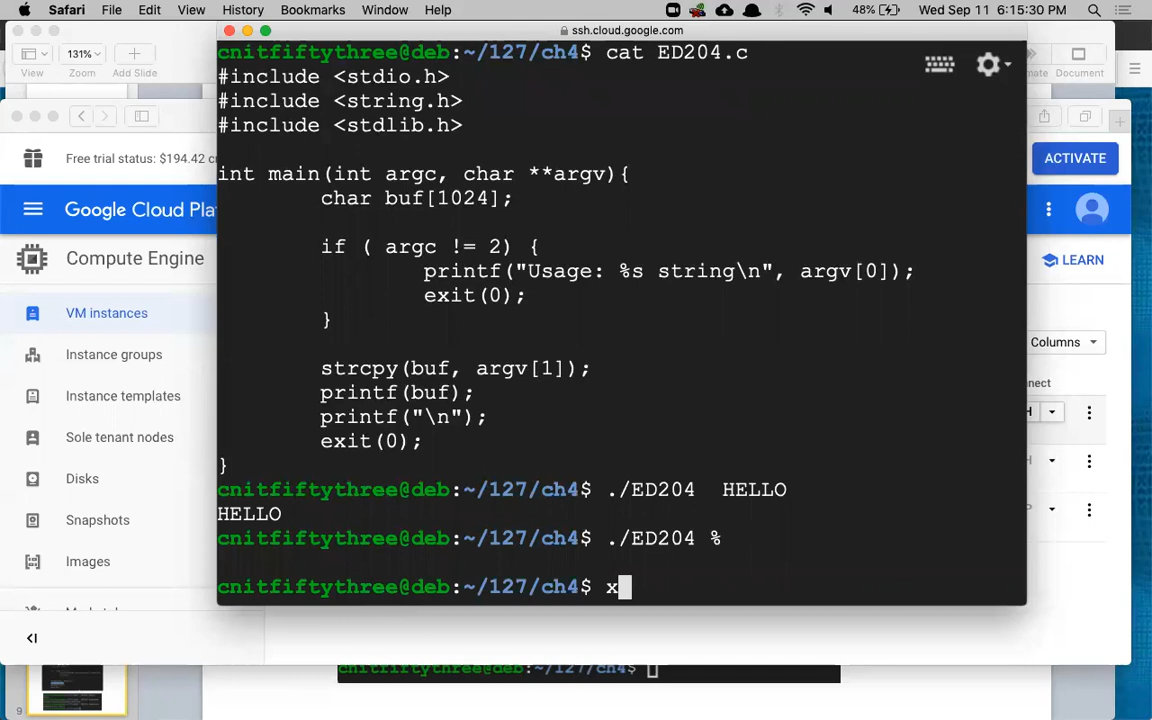 Safari File Edit View History Bookmarks Window Help 48% Wed Sep 11 6:15:30 PM
ssh.cloud.google.com
131%
View Zoom Add Slide
Document
cnitfiftythree@deb:~/127/ch4$ cat ED204.c
#include <stdio.h>
#include <string.h>
#include <stdlib.h>
Free trial status: $194.42 
ACTIVATE
int main(int argc, char **argv){
char buf[1024];
Google Cloud Pla
if ( argc != 2) {
Compute Engine
LEARN
printf("Usage: %s string\n", argv[0]);
exit(0);
VM instances
}
Columns
Instance groups
strcpy(buf, argv[1]);
nnect
printf(buf);
Instance templates
H
printf("\n");
Sole tenant nodes
exit(0);
}
Disks
cnitfiftythree@deb:~/127/ch4$ ./ED204  HELLO
HELLO
Snapshots
cnitfiftythree@deb:~/127/ch4$ ./ED204 %
Images
cnitfiftythree@deb:~/127/ch4$ x
cnitfiftythree@deb:~/127/ch4$
9